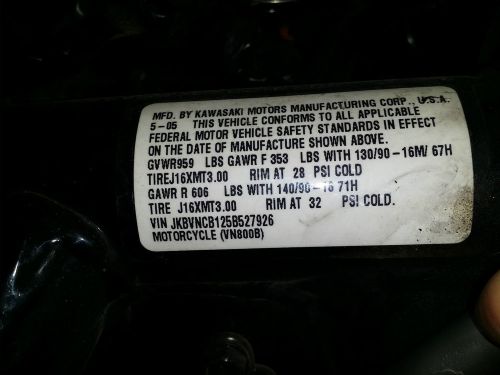 MFD. BY KAWASAKI MOTORS MANUFACTURING CORP., U.S.A.
5-05 THIS VEHICLE CONFORMS TO ALL APPLICABLE
FEDERAL MOTOR VEHICLE SAFETY STANDARDS IN EFFECT
ON THE DATE OF MANUFACTURE SHOWN ABOVE.
GVWR959 LBS GAWR F 353 LBS WITH 130/90-16M/ 67H
TIREJ16XMT3.00 RIM AT 28 PSI COLD
GAWR R 606 LBS WITH 140/90-16 71H
TIRE J16XMT3.00 RIM AT 32 PSI COLD.
VIN JKBVNCB125B527926
MOTORCYCLE (VN800B)